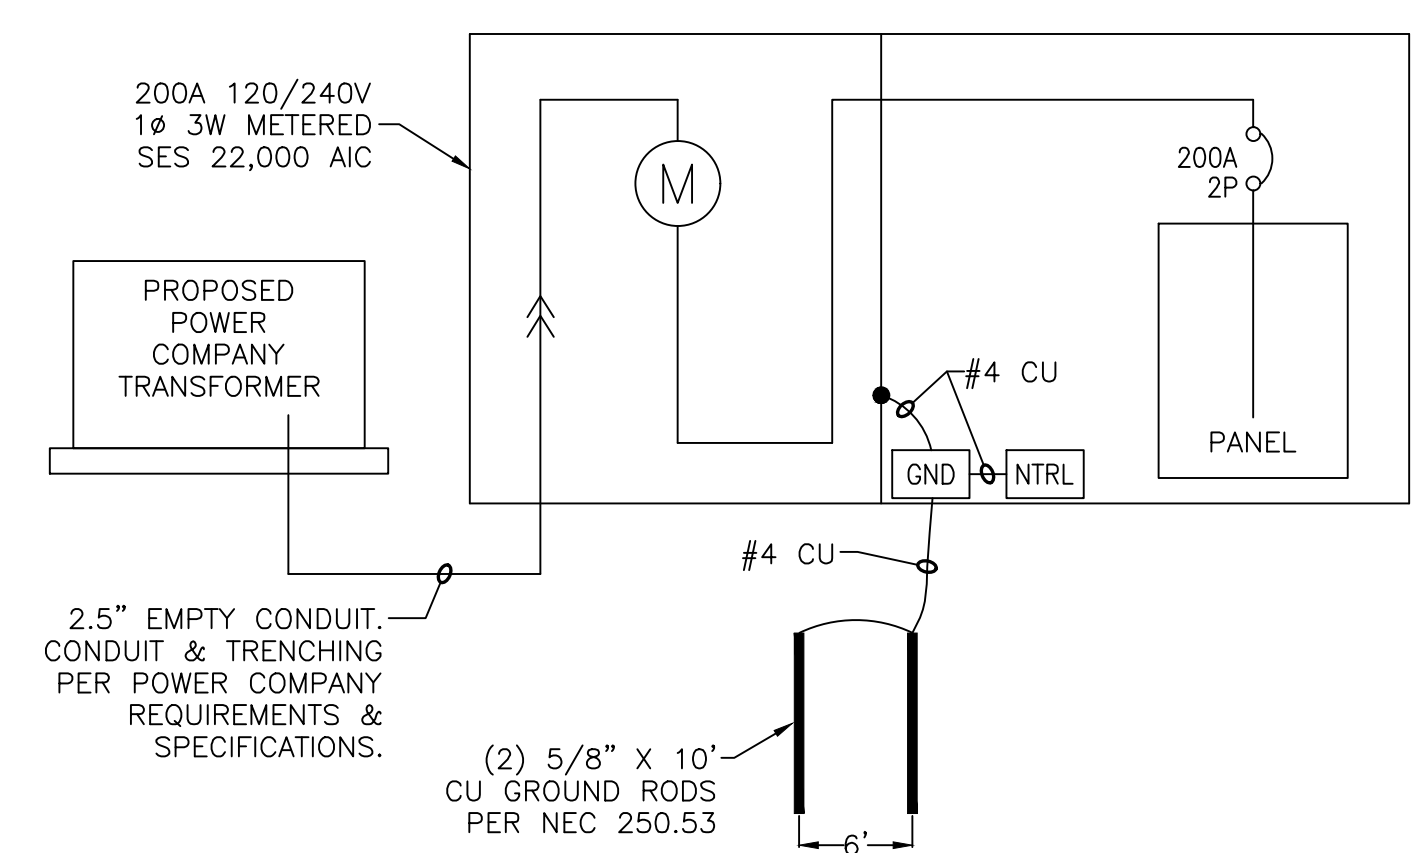 200A 120/240V
1ø 3W METERED
SES 22,000 AIC
M
200A
2P
PROPOSED
POWER
COMPANY
TRANSFORMER
#4 CU
PANEL
GND
NTRL
#4 CU
2.5” EMPTY CONDUIT.
CONDUIT & TRENCHING
PER POWER COMPANY
REQUIREMENTS &
SPECIFICATIONS.
(2) 5/8” X 10'
CU GROUND RODS
PER NEC 250.53
6'